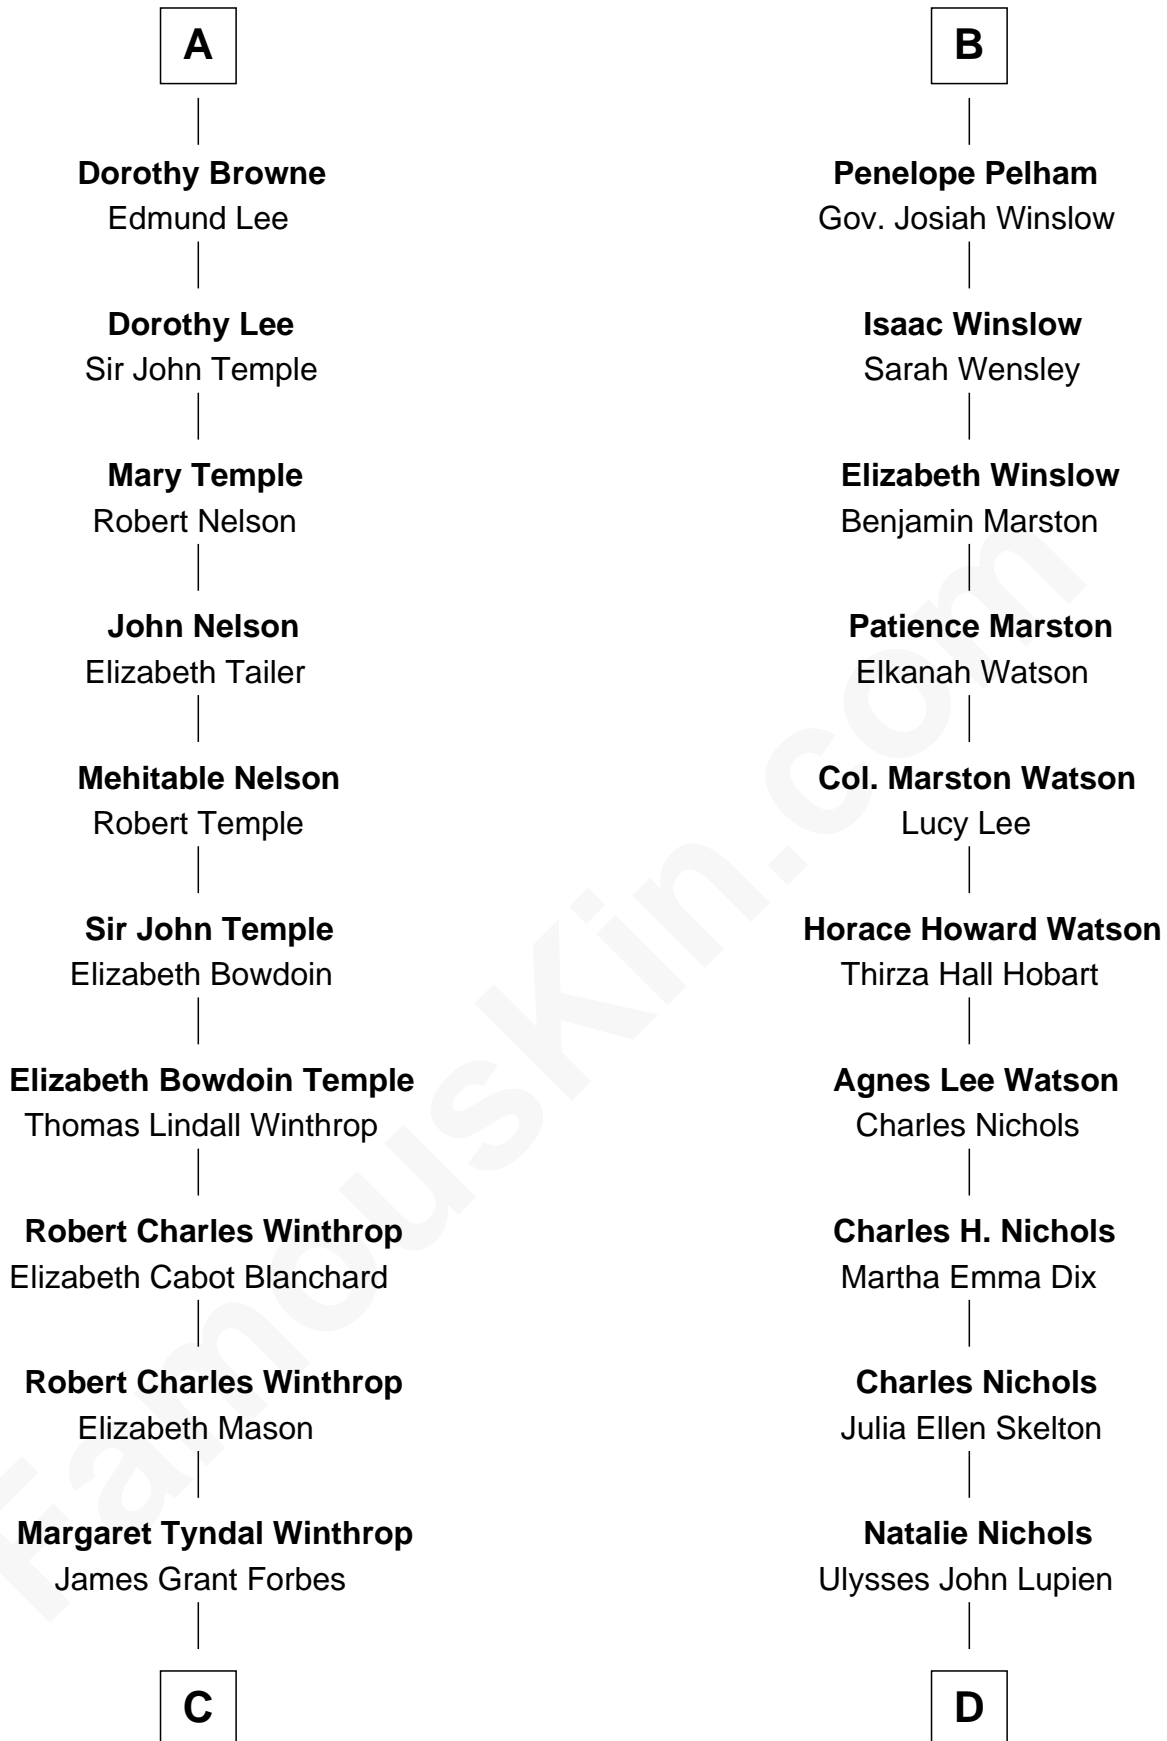 A
Dorothy Browne
Edmund Lee
Dorothy Lee
Sir John Temple
Mary Temple
Robert Nelson
John Nelson
Elizabeth Tailer
Mehitable Nelson
Robert Temple
Sir John Temple
Elizabeth Bowdoin
Elizabeth Bowdoin Temple
Thomas Lindall Winthrop
Robert Charles Winthrop
Elizabeth Cabot Blanchard
Robert Charles Winthrop
Elizabeth Mason
Margaret Tyndal Winthrop
James Grant Forbes
C
B
Penelope Pelham
Gov. Josiah Winslow
Isaac Winslow
Sarah Wensley
Elizabeth Winslow
Benjamin Marston
Patience Marston
Elkanah Watson
Col. Marston Watson
Lucy Lee
Horace Howard Watson
Thirza Hall Hobart
Agnes Lee Watson
Charles Nichols
Charles H. Nichols
Martha Emma Dix
Charles Nichols
Julia Ellen Skelton
Natalie Nichols
Ulysses John Lupien
D
FamousKin.com